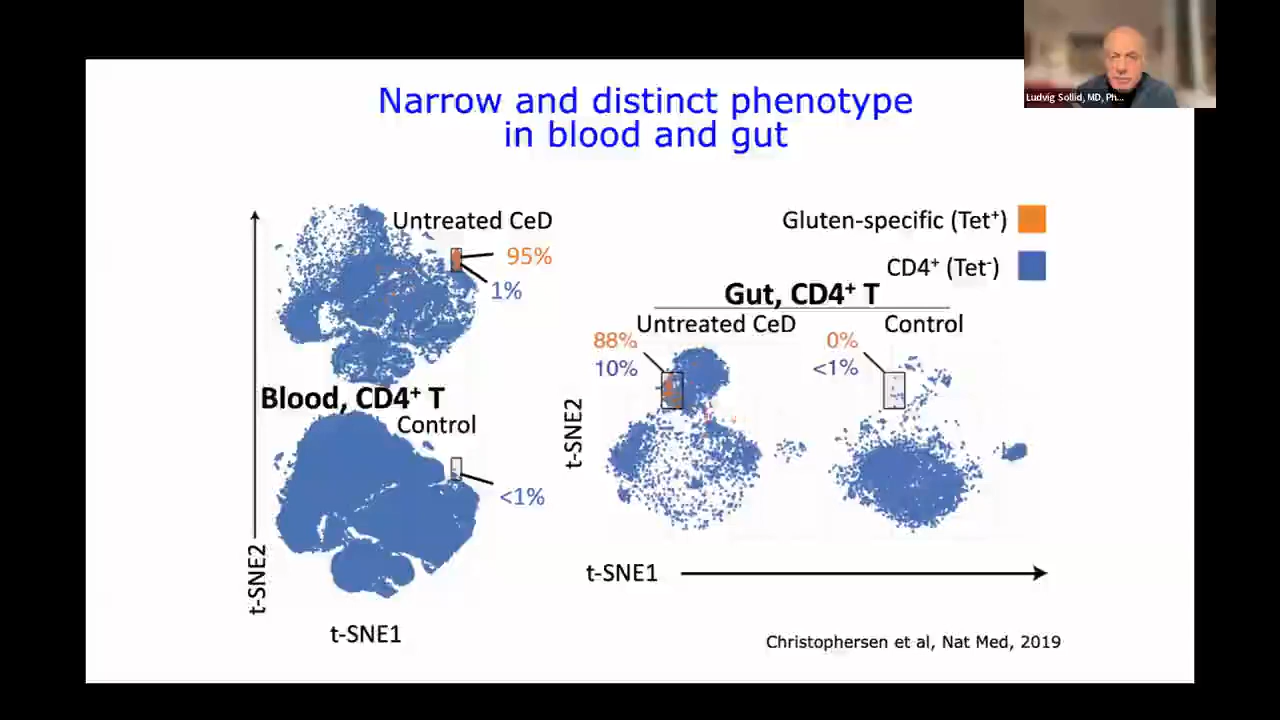 Ludvig Sollid, MD, Ph...
Narrow and distinct phenotype
in blood and gut
Untreated CeD
95%
1%
Blood, CD4⁺ T
Control
<1%
t-SNE2
t-SNE1
Gluten-specific (Tet⁺)
CD4⁺ (Tet⁻)
Gut, CD4⁺ T
Untreated CeD
Control
88%
10%
0%
<1%
t-SNE2
t-SNE1
Christophersen et al, Nat Med, 2019